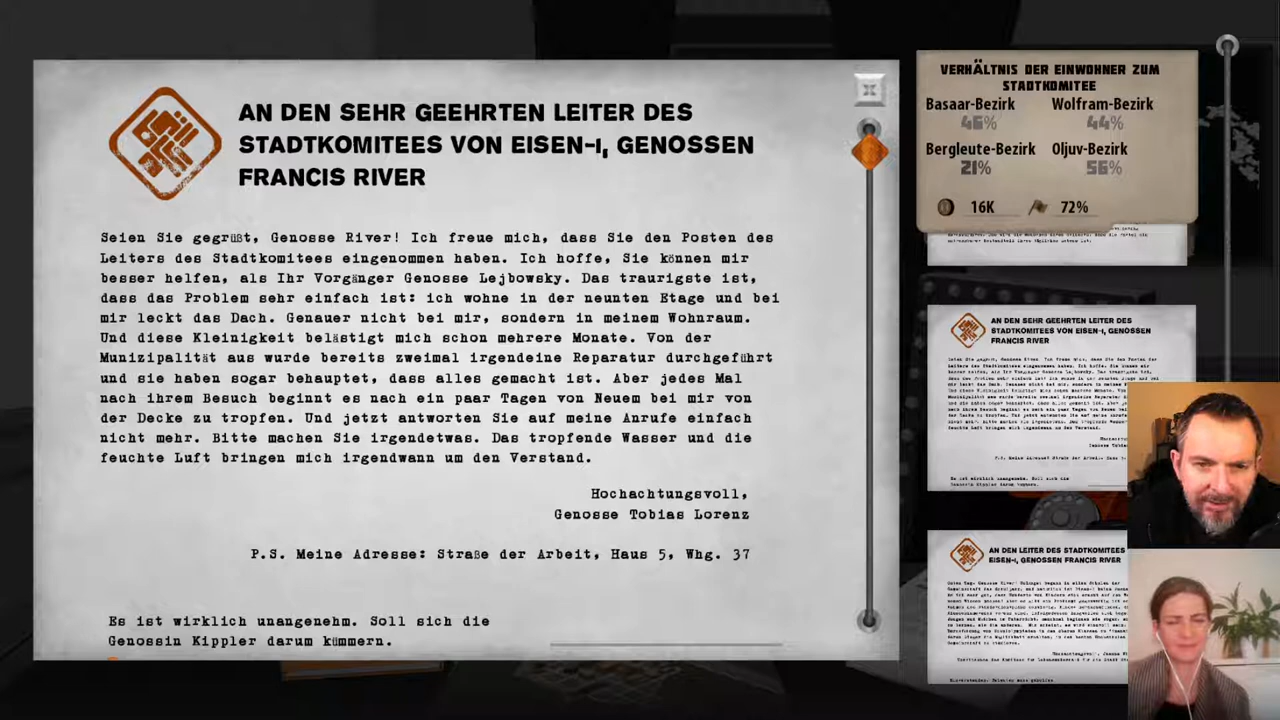 AN DEN SEHR GEEHRTEN LEITER DES
STADTKOMITEES VON EISEN-1, GENOSSEN
FRANCIS RIVER
Seien Sie gegrüßt, Genosse River! Ich freue mich, dass Sie den Posten des
Leiters des Stadtkomitees eingenommen haben. Ich hoffe, Sie können mir
besser helfen, als Ihr Vorgänger Genosse Lejbowsky. Das traurigste ist,
dass das Problem sehr einfach ist: ich wohne in der neunten Etage und bei
mir leckt das Dach. Genauer nicht bei mir, sondern in meinem Wohnraum.
Und diese Kleinigkeit belästigt mich schon mehrere Monate. Von der
Munizipalität aus wurde bereits zweimal irgendeine Reparatur durchgeführt
und sie haben sogar behauptet, dass alles gemacht ist. Aber jedes Mal
nach ihrem Besuch beginnt es nach ein paar Tagen von Neuem bei mir von
der Decke zu tropfen. Für jetzt antworten Sie auf meine Anrufe einfach
nicht mehr. Bitte machen Sie irgendetwas. Das tropfende Wasser und die
feuchte Luft bringen mich irgendwann um den Verstand.
Hochachtungsvoll,
Genosse Tobias Lorenz
P.S. Meine Adresse: Straße der Arbeit, Haus 5, Whg. 37
Es ist wirklich unangenehm. Soll sich die
Genossin Kippler darum kümmern.
VERHÄLTNIS DER EINWOHNER ZUM
STADTKOMITEE
Basaar-Bezirk Wolfram-Bezirk
46% 44%
Bergleute-Bezirk Oljuv-Bezirk
21% 56%
16K 72%
AN DEN SEHR GEEHRTEN LEITER DES
STADTKOMITEES VON EISEN-1, GENOSSEN
FRANCIS RIVER
AN DEN LEITER DES STADTKOMITEES
EISEN-1, GENOSSEN FRANCIS RIVER